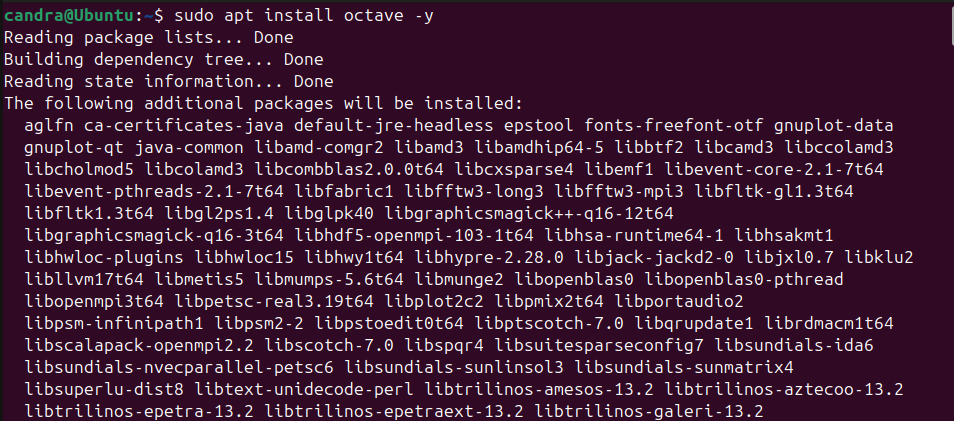 candra@Ubuntu:~$ sudo apt install octave -y
Reading package lists... Done
Building dependency tree... Done
Reading state information... Done
The following additional packages will be installed:
  aglfn ca-certificates-java default-jre-headless epstool fonts-freefont-otf gnuplot-data
  gnuplot-qt java-common libamd-comgr2 libamd3 libamdhip64-5 libbtf2 libcamd3 libccolamd3
  libcholmod5 libcolamd3 libcombblas2.0.0t64 libcxsparse4 libemf1 libevent-core-2.1-7t64
  libevent-pthreads-2.1-7t64 libfabric1 libfftw3-long3 libfftw3-mpi3 libfltk-gl1.3t64
  libfltk1.3t64 libgl2ps1.4 libglpk40 libgraphicsmagick++-q16-12t64
  libgraphicsmagick-q16-3t64 libhdf5-openmpi-103-1t64 libhsa-runtime64-1 libhsakmt1
  libhwloc-plugins libhwloc15 libhwy1t64 libhypre-2.28.0 libjack-jackd2-0 libjxl0.7 libklu2
  libllvm17t64 libmetis5 libmumps-5.6t64 libmunge2 libopenblas0 libopenblas0-pthread
  libopenmpi3t64 libpetsc-real3.19t64 libplot2c2 libpmix2t64 libportaudio2
  libpsm-infinipath1 libpsm2-2 libpstoedit0t64 libptscotch-7.0 libqrupdate1 librdmacm1t64
  libscalapack-openmpi2.2 libscotch-7.0 libspqr4 libsuitesparseconfig7 libsundials-ida6
  libsundials-nvecparallel-petsc6 libsundials-sunlinsol3 libsundials-sunmatrix4
  libsuperlu-dist8 libtext-unidecode-perl libtrilinos-amesos-13.2 libtrilinos-aztecoo-13.2
  libtrilinos-epetra-13.2 libtrilinos-epetraext-13.2 libtrilinos-galeri-13.2